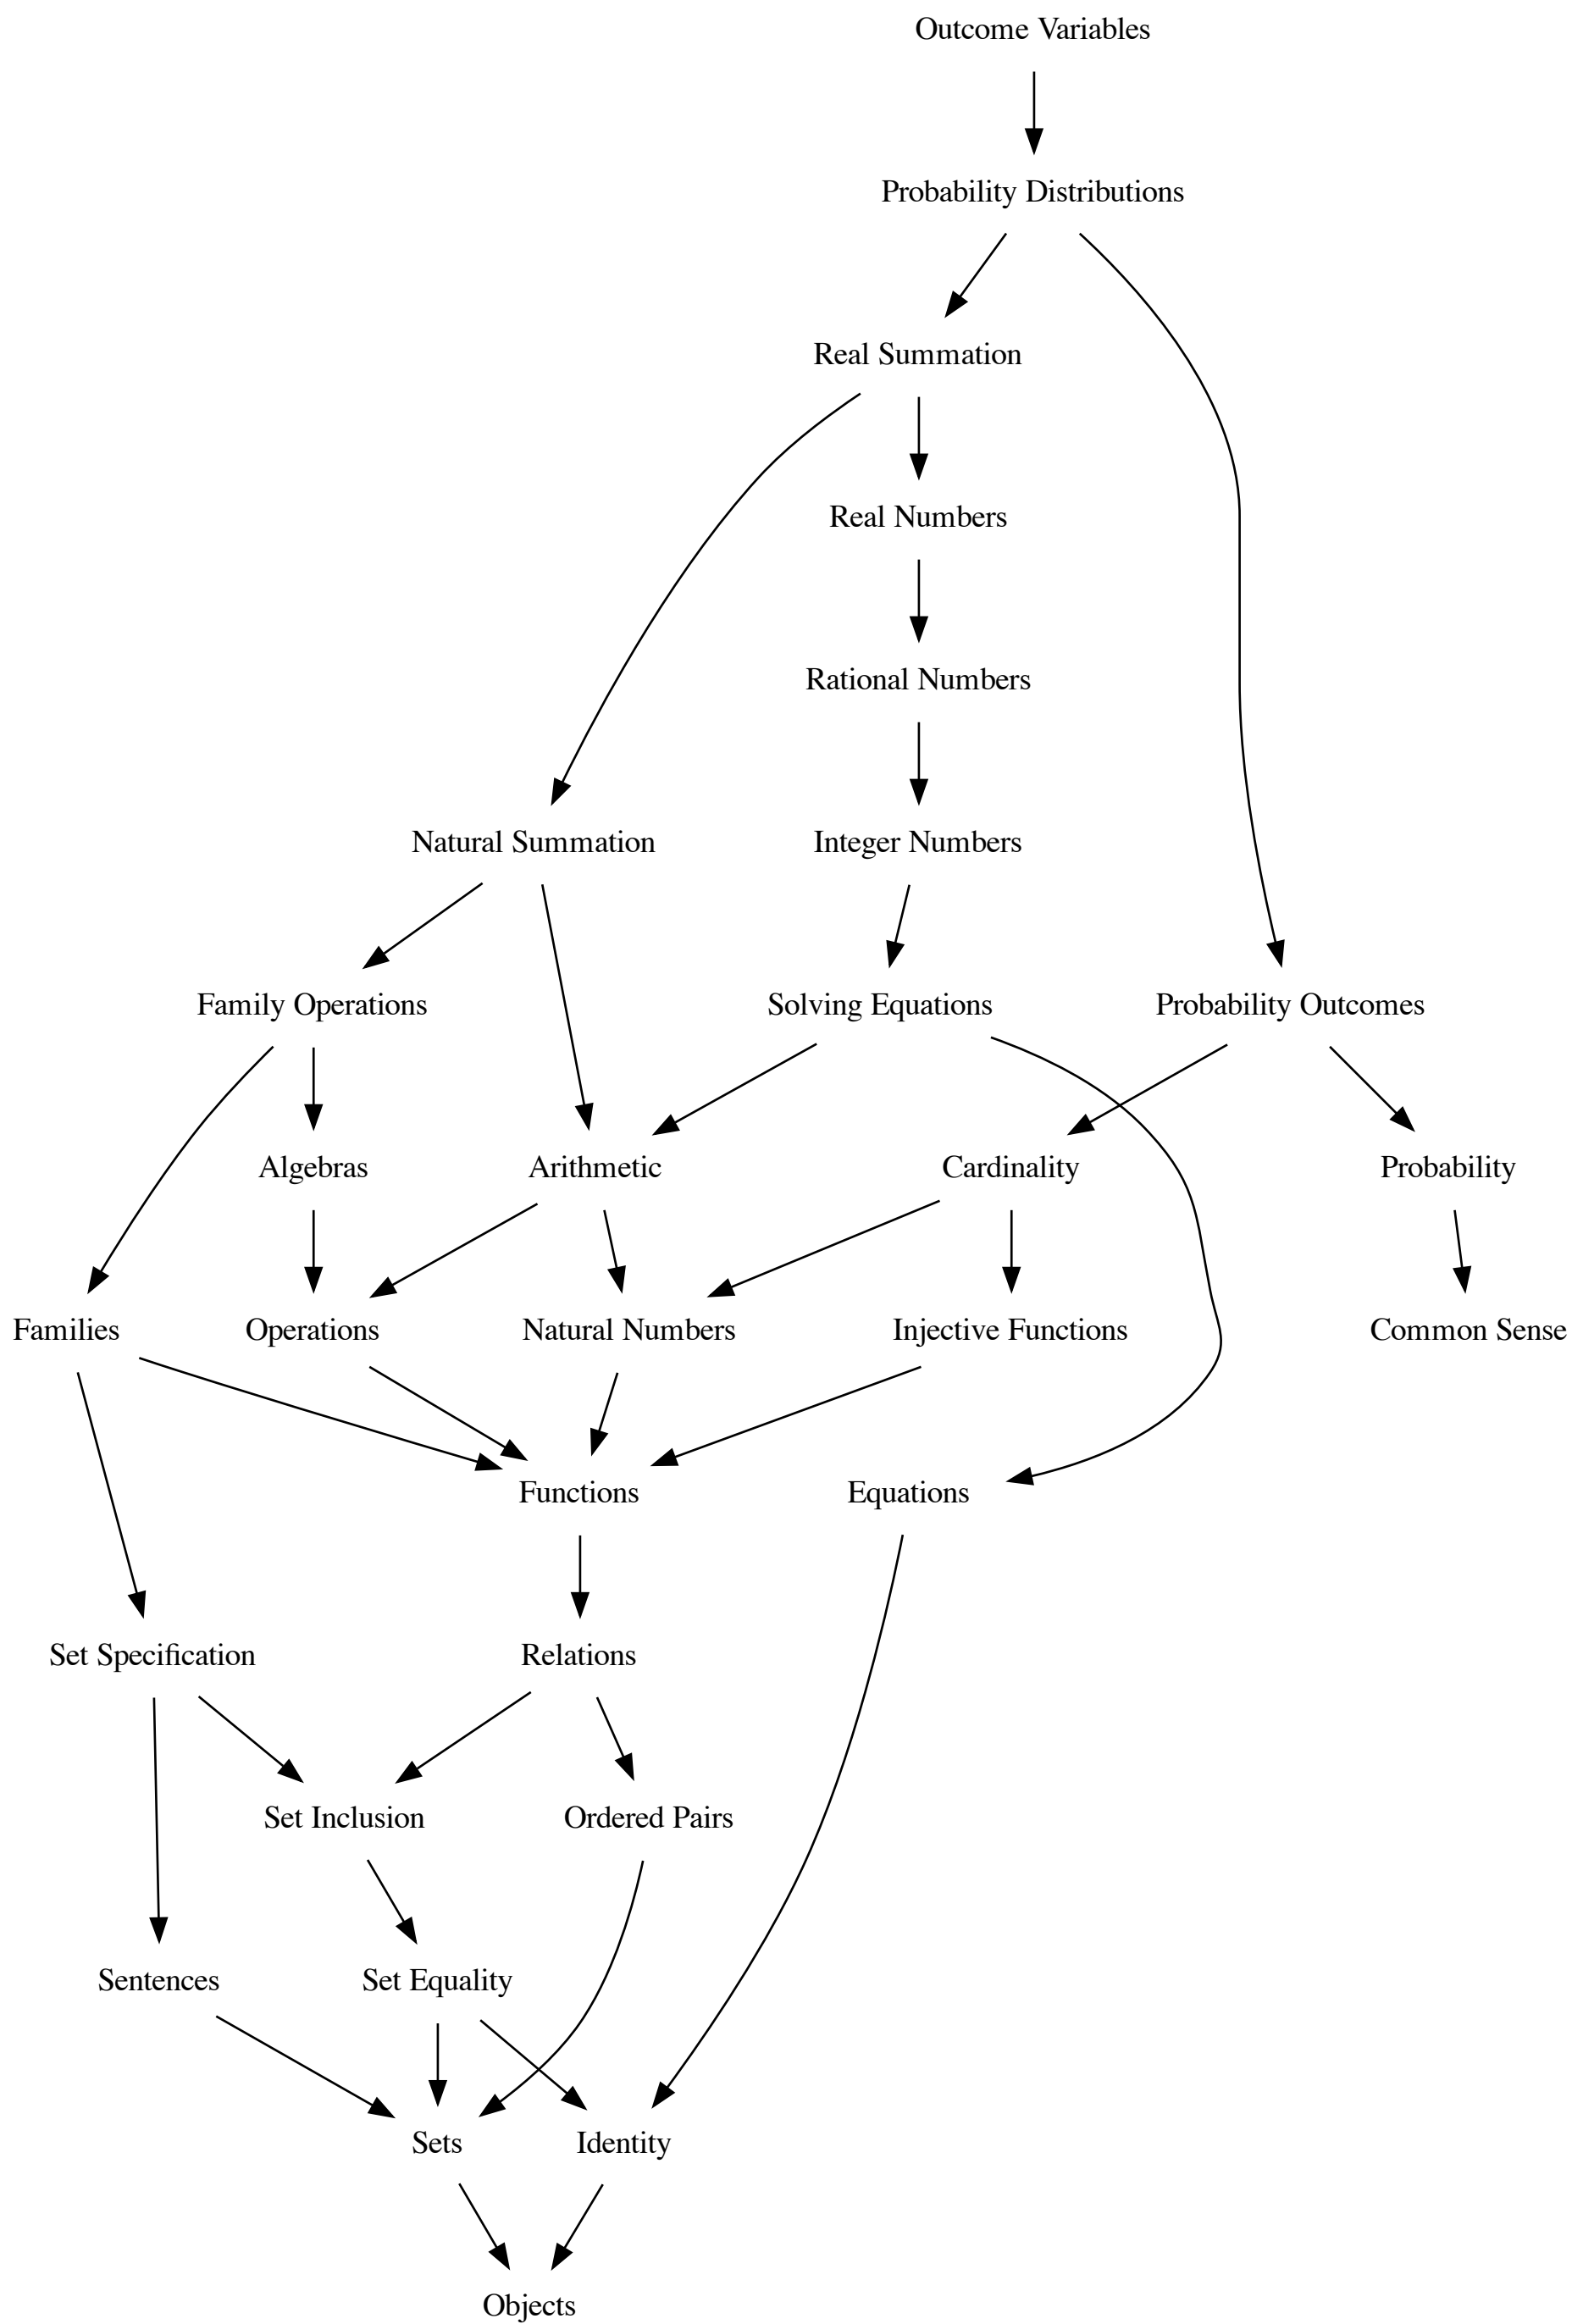 Outcome Variables
Probability Distributions
Real Summation
Real Numbers
Rational Numbers
Natural Summation
Integer Numbers
Family Operations
Solving Equations
Probability Outcomes
Algebras
Arithmetic
Cardinality
Probability
Families
Operations
Natural Numbers
Injective Functions
Common Sense
Functions
Equations
Set Specification
Relations
Set Inclusion
Ordered Pairs
Sentences
Set Equality
Sets
Identity
Objects